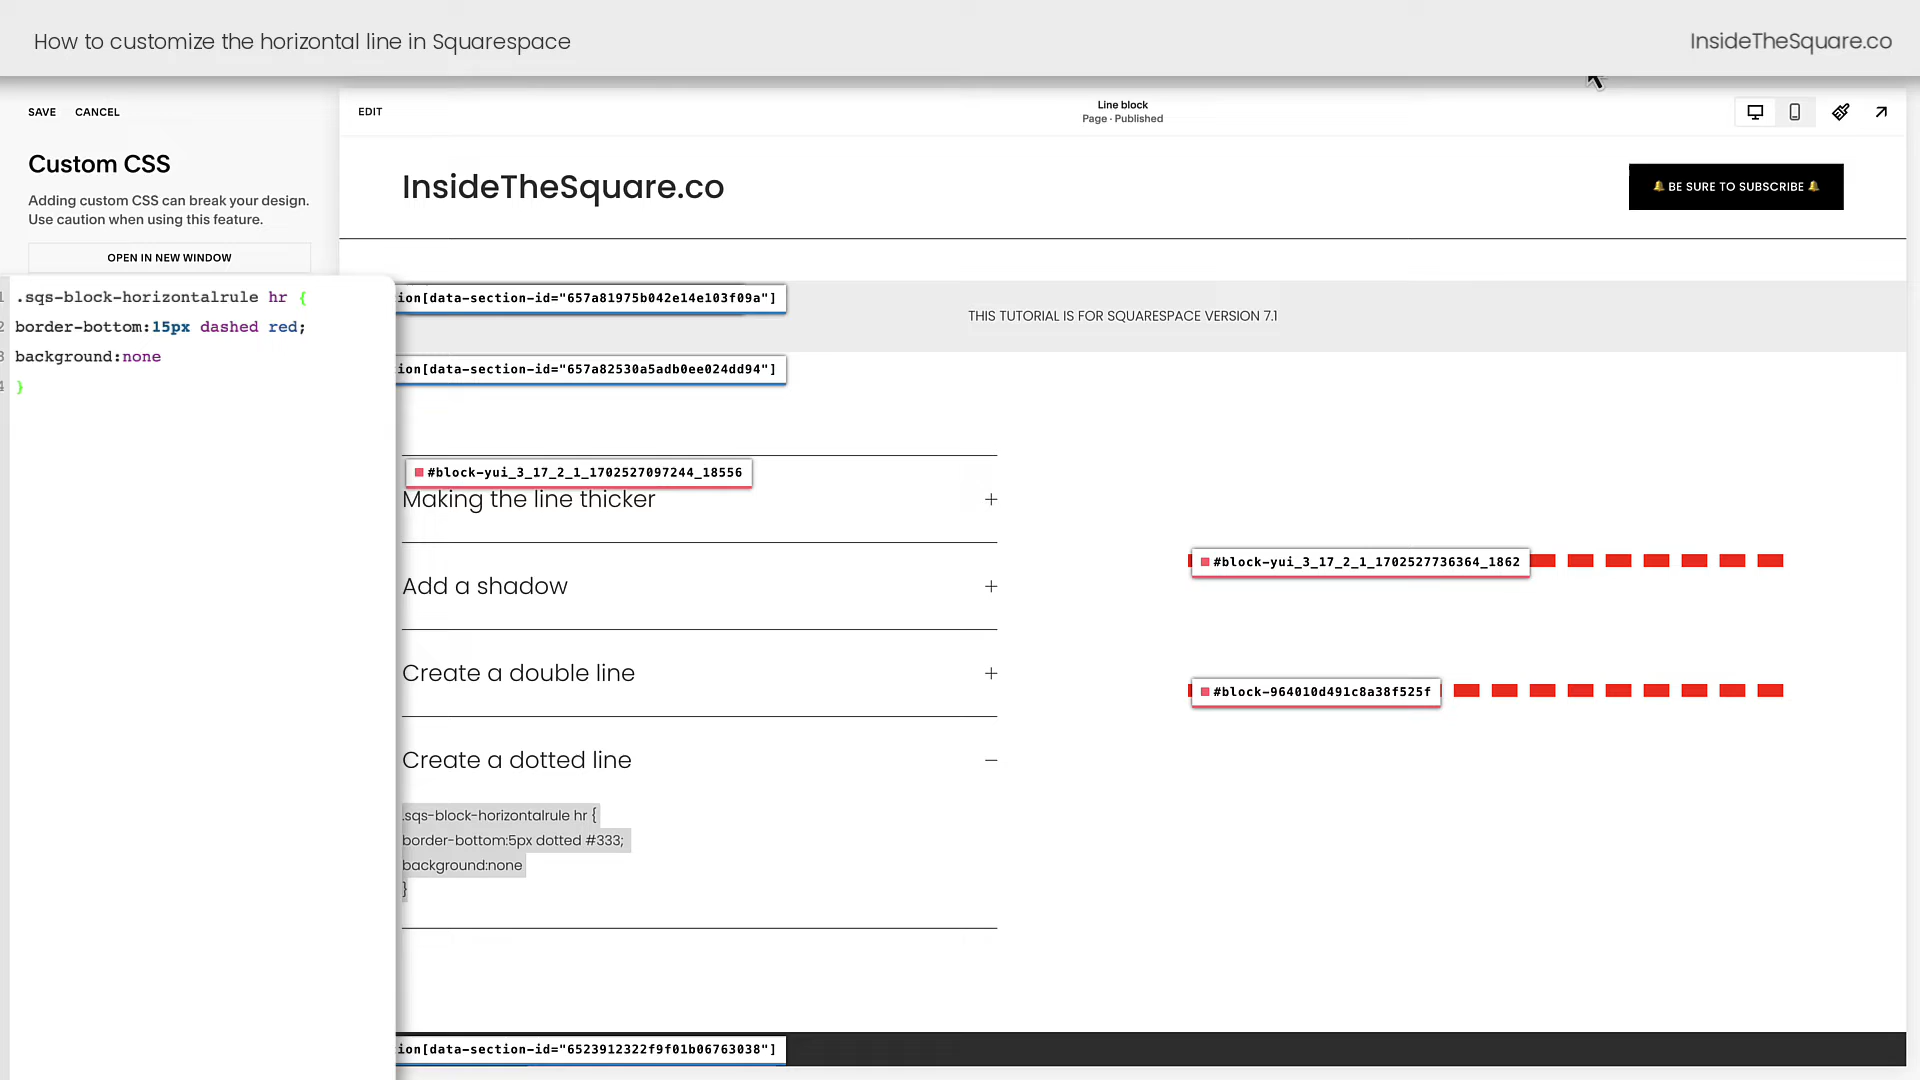 How to customize the horizontal line in Squarespace
InsideTheSquare.co
SAVE CANCEL
EDIT
Line block
Page · Published
Custom CSS
Adding custom CSS can break your design.
Use caution when using this feature.
OPEN IN NEW WINDOW
InsideTheSquare.co
🔔 BE SURE TO SUBSCRIBE 🔔
1 .sqs-block-horizontalrule hr {
2 border-bottom:15px dashed red;
3 background:none
4 }
ion[data-section-id="657a81975b042e14e103f09a"]
THIS TUTORIAL IS FOR SQUARESPACE VERSION 7.1
ion[data-section-id="657a82530a5adb0ee024dd94"]
#block-yui_3_17_2_1_1702527097244_18556
Making the line thicker +
Add a shadow +
Create a double line +
Create a dotted line −
.sqs-block-horizontalrule hr {
border-bottom:5px dotted #333;
background:none
}
#block-yui_3_17_2_1_1702527736364_1862
#block-964010d491c8a38f525f
tion[data-section-id="6523912322f9f01b06763038"]